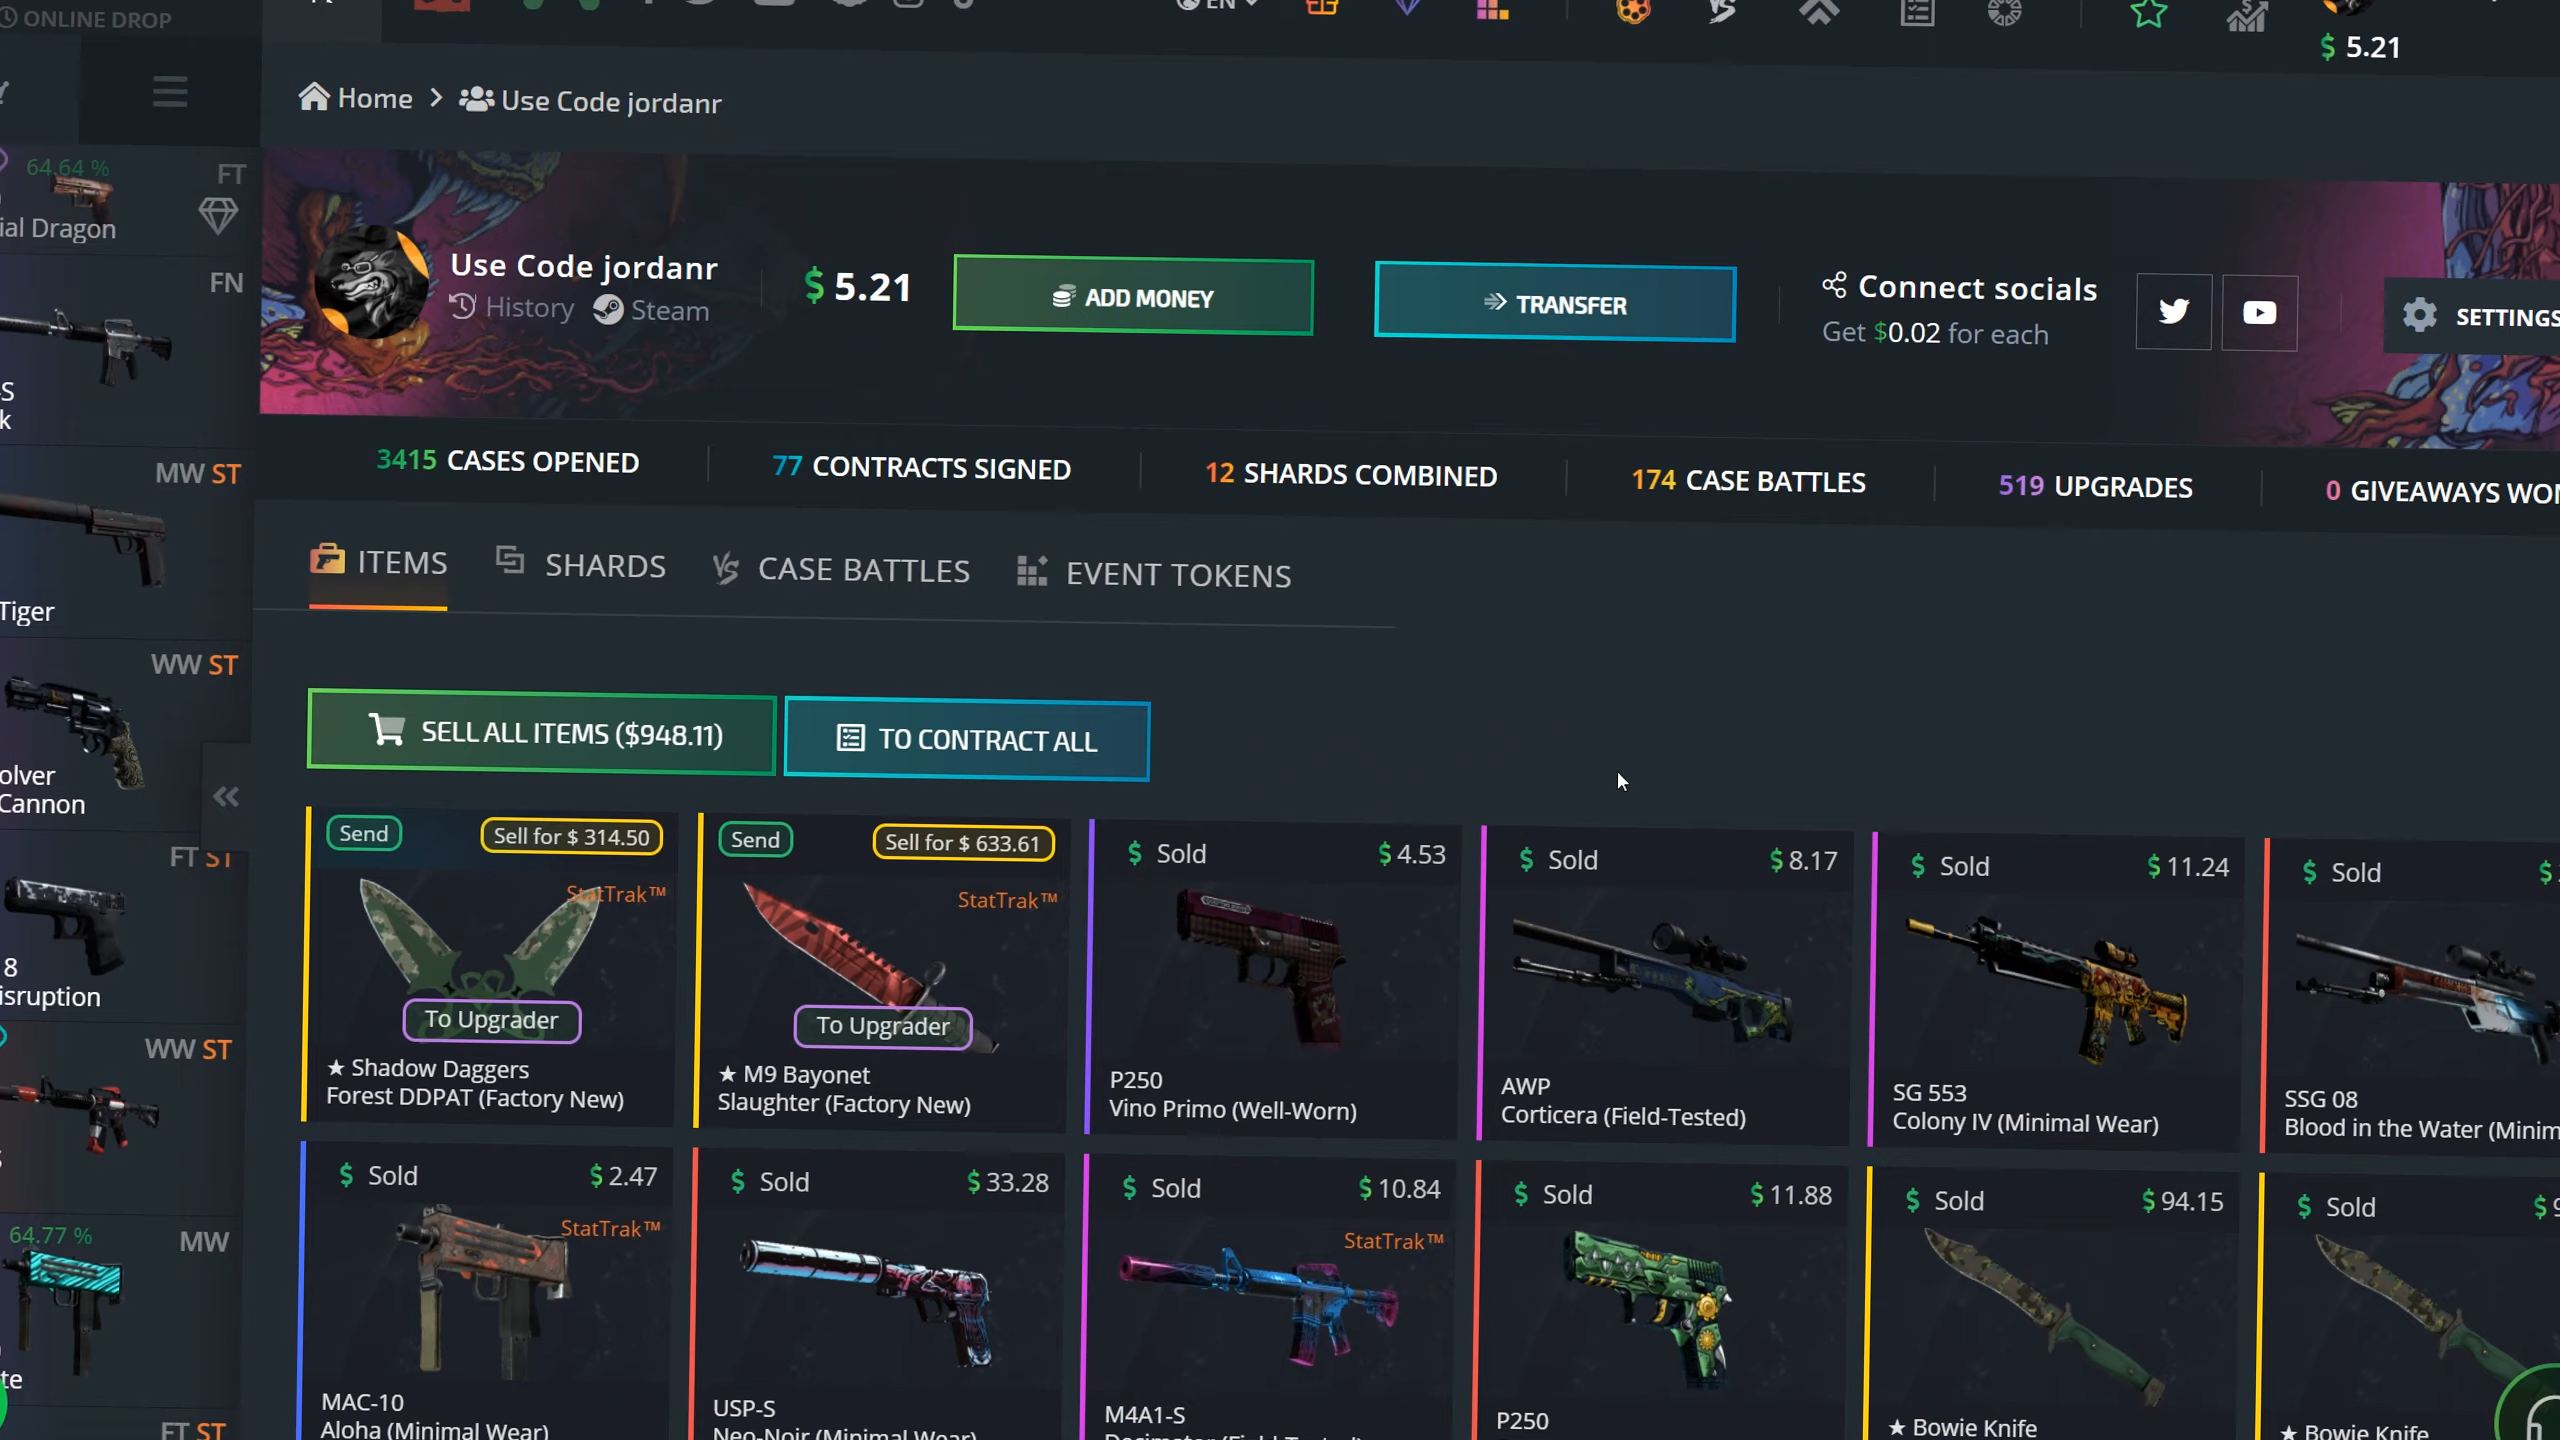 ONLINE DROP
EN
$ 5.21
Home > Use Code jordanr
64.64 %
FT
ial Dragon
FN
-S
k
MW ST
Tiger
WW ST
olver
Cannon
FT ST
8
isruption
WW ST
64.77 %
MW
te
FT ST
Use Code jordanr
History
Steam
$ 5.21
ADD MONEY
TRANSFER
Connect socials
Get $0.02 for each
SETTINGS
3415 CASES OPENED
77 CONTRACTS SIGNED
12 SHARDS COMBINED
174 CASE BATTLES
519 UPGRADES
0 GIVEAWAYS WON
ITEMS
SHARDS
VS CASE BATTLES
EVENT TOKENS
SELL ALL ITEMS ($948.11)
TO CONTRACT ALL
Send
Sell for $ 314.50
StatTrak™
To Upgrader
★ Shadow Daggers
Forest DDPAT (Factory New)
Send
Sell for $ 633.61
StatTrak™
To Upgrader
★ M9 Bayonet
Slaughter (Factory New)
$ Sold
$ 4.53
P250
Vino Primo (Well-Worn)
$ Sold
$ 8.17
AWP
Corticera (Field-Tested)
$ Sold
$ 11.24
SG 553
Colony IV (Minimal Wear)
$ Sold
$
SSG 08
Blood in the Water (Minim
$ Sold
$ 2.47
StatTrak™
MAC-10
Aloha (Minimal Wear)
$ Sold
$ 33.28
USP-S
Neo-Noir (Minimal Wear)
$ Sold
$ 10.84
StatTrak™
M4A1-S
Decimator (Field-Tested)
$ Sold
$ 11.88
P250
$ Sold
$ 94.15
★ Bowie Knife
$ Sold
$ 9
★ Bowie Knife